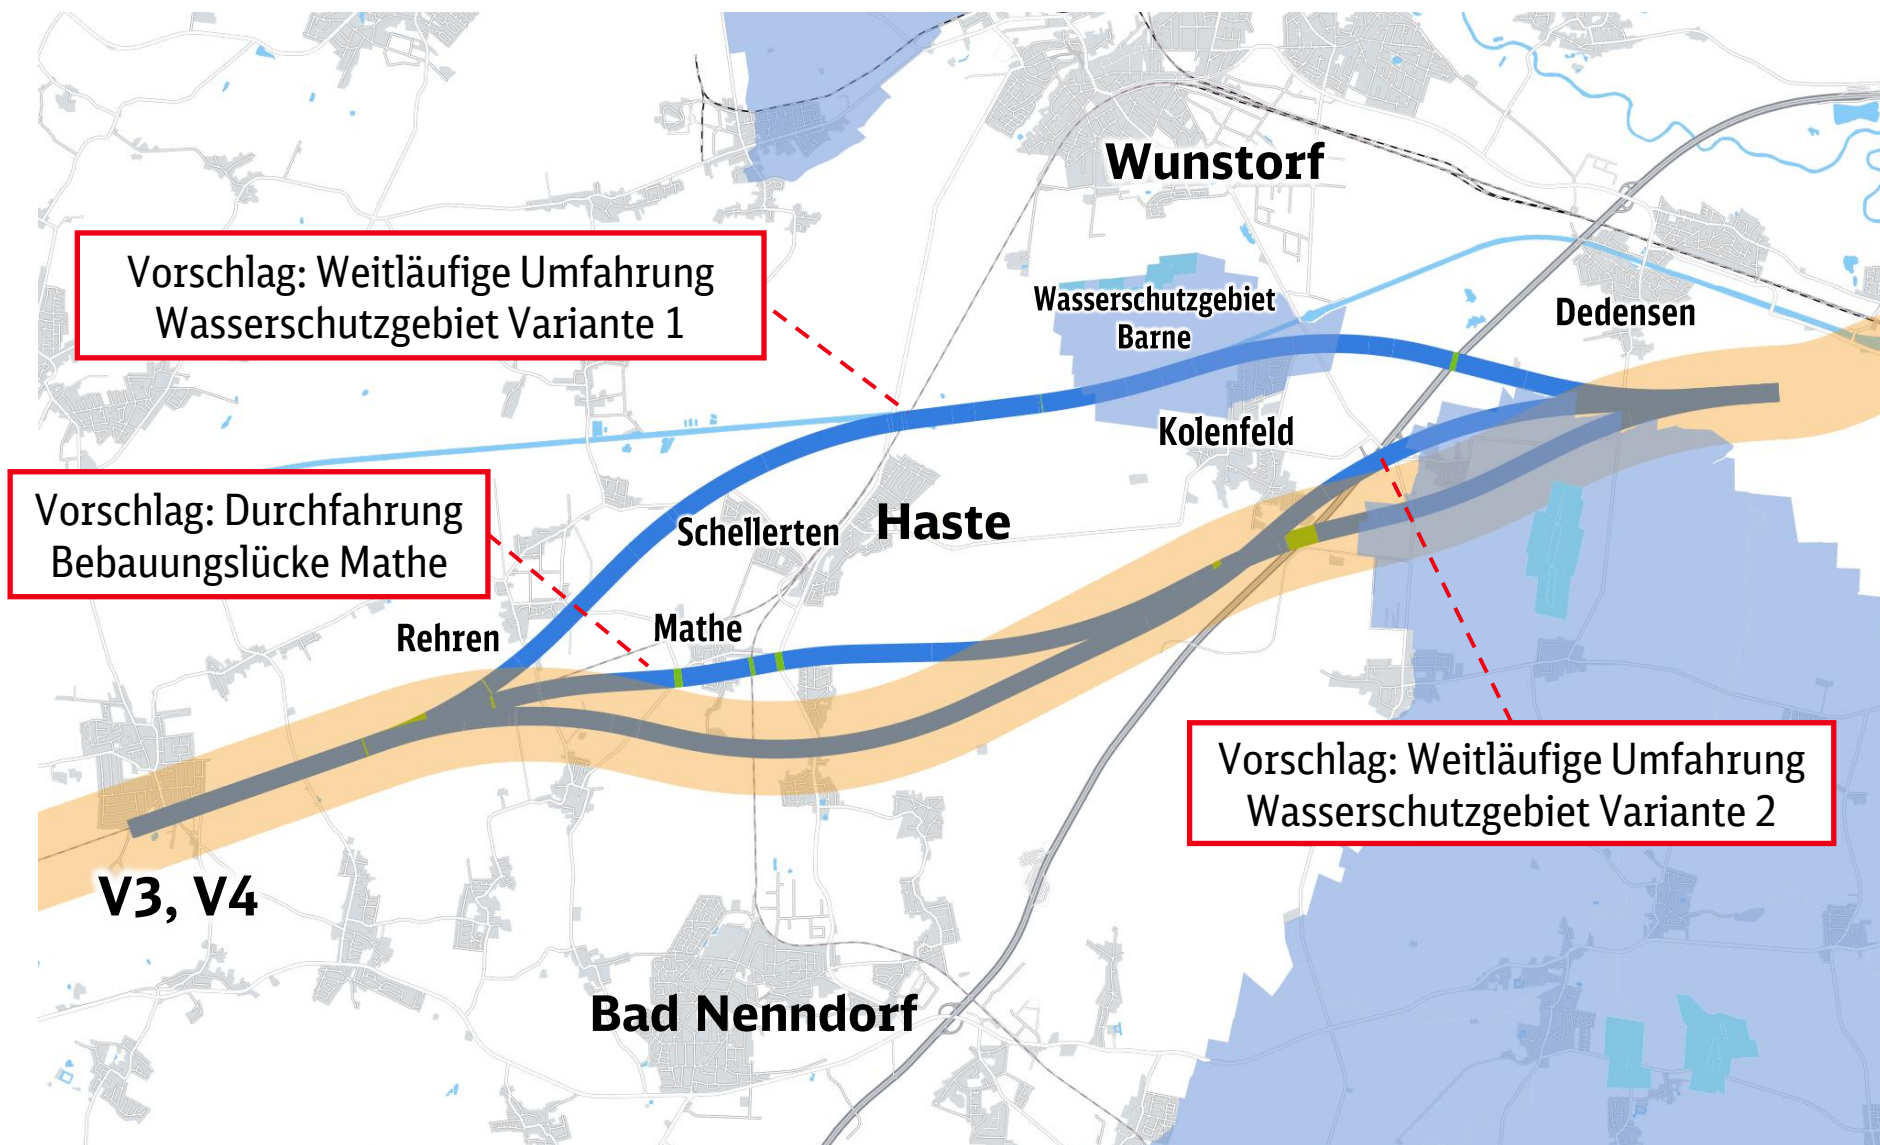 Wunstorf
Vorschlag: Weitläufige Umfahrung
Wasserschutzgebiet Variante 1
Wasserschutzgebiet
Barne
Dedensen
Kolenfeld
Vorschlag: Durchfahrung
Bebauungslücke Mathe
Schellerten
Haste
Rehren
Mathe
Vorschlag: Weitläufige Umfahrung
Wasserschutzgebiet Variante 2
V3, V4
Bad Nenndorf